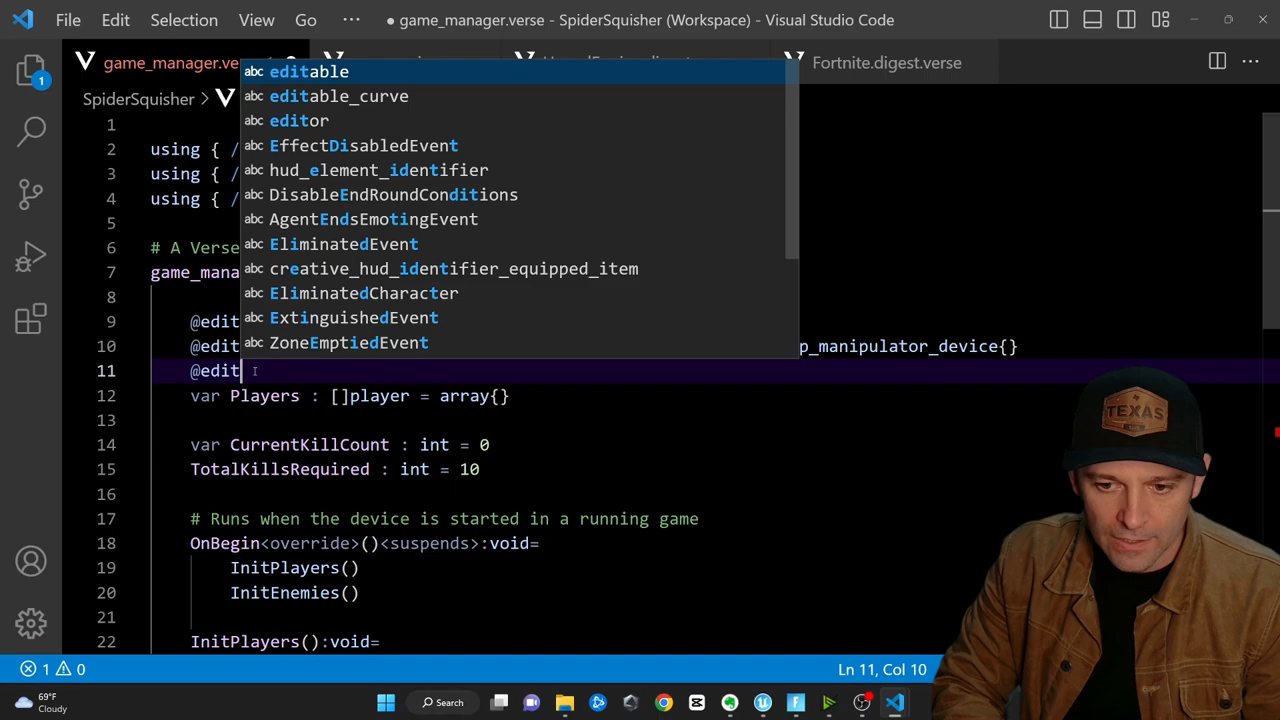 File Edit Selection View Go ··· ● game_manager.verse - SpiderSquisher (Workspace) - Visual Studio Code
game_manager.ve Fortnite.digest.verse
SpiderSquisher >
editable
editable_curve
editor
EffectDisabledEvent
hud_element_identifier
DisableEndRoundConditions
AgentEndsEmotingEvent
EliminatedEvent
creative_hud_identifier_equipped_item
EliminatedCharacter
ExtinguishedEvent
ZoneEmptiedEvent
1
2 using { /
3 using { /
4 using { /
5
6 # A Verse
7 game_mana
8
9 @edit
10 @edit p_manipulator_device{}
11 @edit
12 var Players : []player = array{}
13
14 var CurrentKillCount : int = 0
15 TotalKillsRequired : int = 10
16
17 # Runs when the device is started in a running game
18 OnBegin<override>()<suspends>:void=
19 InitPlayers()
20 InitEnemies()
21
22 InitPlayers():void=
1 0 Ln 11, Col 10
69°F
Cloudy
Search
TEXAS
1